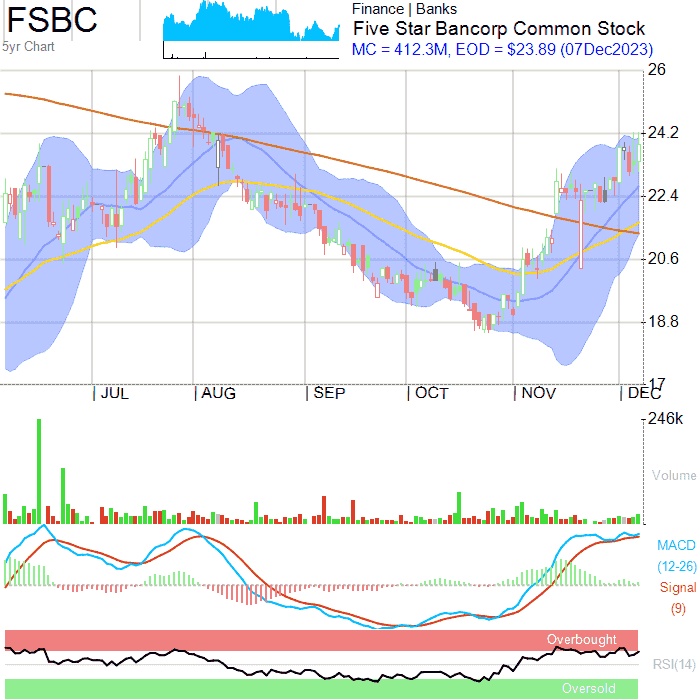 FSBC
5yr Chart
Finance | Banks
Five Star Bancorp Common Stock
MC = 412.3M, EOD = $23.89 (07Dec2023)
26
24.2
22.4
20.6
18.8
17
JUL AUG SEP OCT NOV DEC
246k
Volume
MACD
(12-26)
Signal
(9)
Overbought
RSI(14)
Oversold